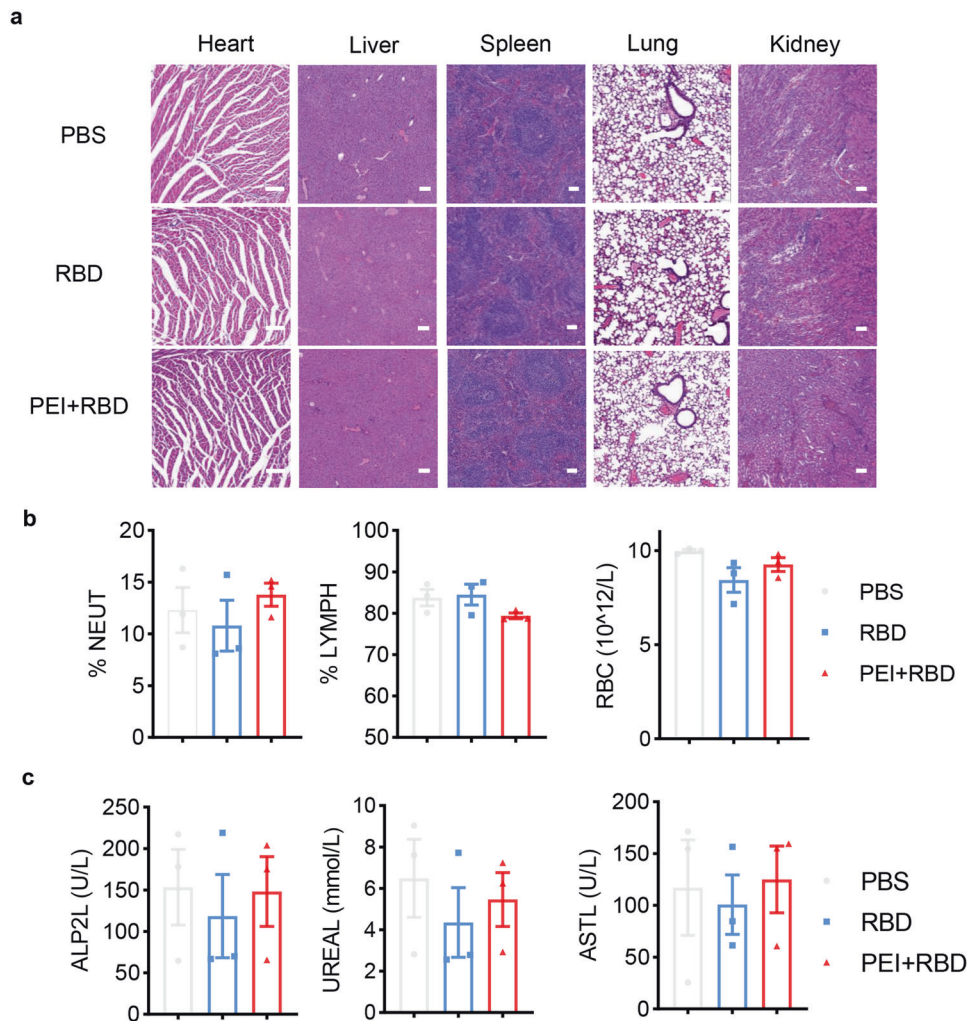 a
Heart Liver Spleen Lung Kidney
PBS
RBD
PEI+RBD
b
% NEUT
20
15
10
5
0
% LYMPH
100
90
80
70
60
50
RBC (10^12/L)
10
5
0
PBS
RBD
PEI+RBD
c
ALP2L (U/L)
250
200
150
100
50
0
UREAL (mmol/L)
10
8
6
4
2
0
ASTL (U/L)
200
150
100
50
0
PBS
RBD
PEI+RBD